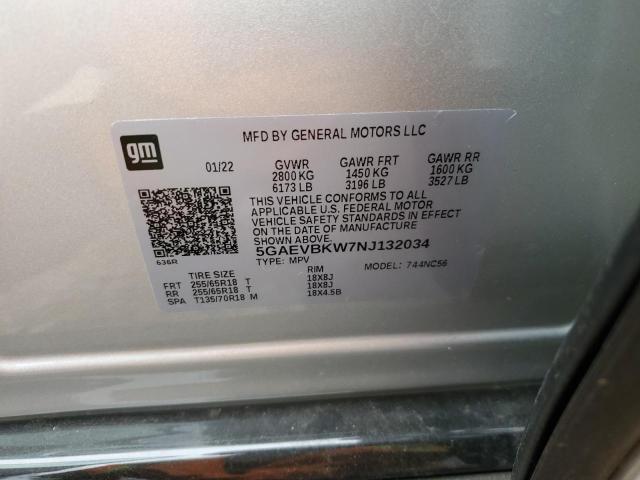 gm
MFD BY GENERAL MOTORS LLC
01/22 GVWR GAWR FRT GAWR RR
2800 KG 1450 KG 1600 KG
6173 LB 3196 LB 3527 LB
THIS VEHICLE CONFORMS TO ALL
APPLICABLE U.S. FEDERAL MOTOR
VEHICLE SAFETY STANDARDS IN EFFECT
ON THE DATE OF MANUFACTURE
SHOWN ABOVE.
636R 5GAEVBKW7NJ132034
TYPE: MPV MODEL: 744NC56
TIRE SIZE RIM
FRT 255/65R18 T 18X8J
RR 255/65R18 T 18X8J
SPA T135/70R18 M 18X4.5B